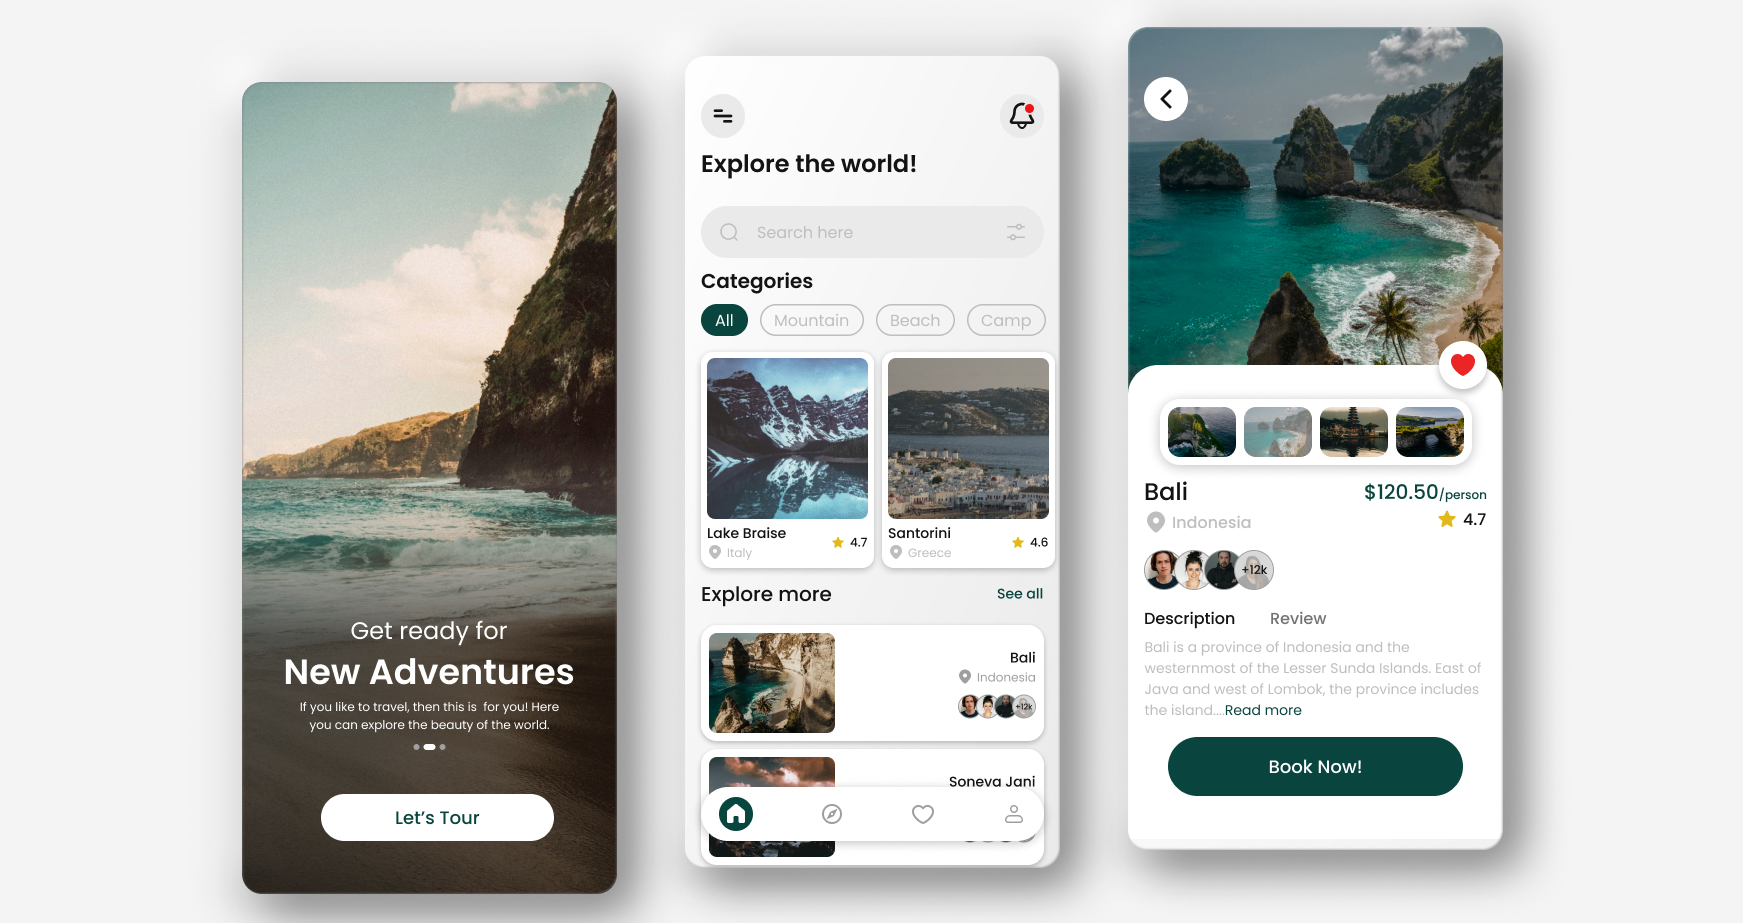 Get ready for
New Adventures
If you like to travel, then this is  for you! Here
you can explore the beauty of the world.
Let's Tour
Explore the world!
Search here
Categories
All
Mountain
Beach
Camp
Lake Braise
4.7
Italy
Santorini
4.6
Greece
Explore more
See all
Bali
Indonesia
+12k
Soneva Jani
Bali
$120.50/person
Indonesia
4.7
+12k
Description
Review
Bali is a province of Indonesia and the
westernmost of the Lesser Sunda Islands. East of
Java and west of Lombok, the province includes
the island....Read more
Book Now!